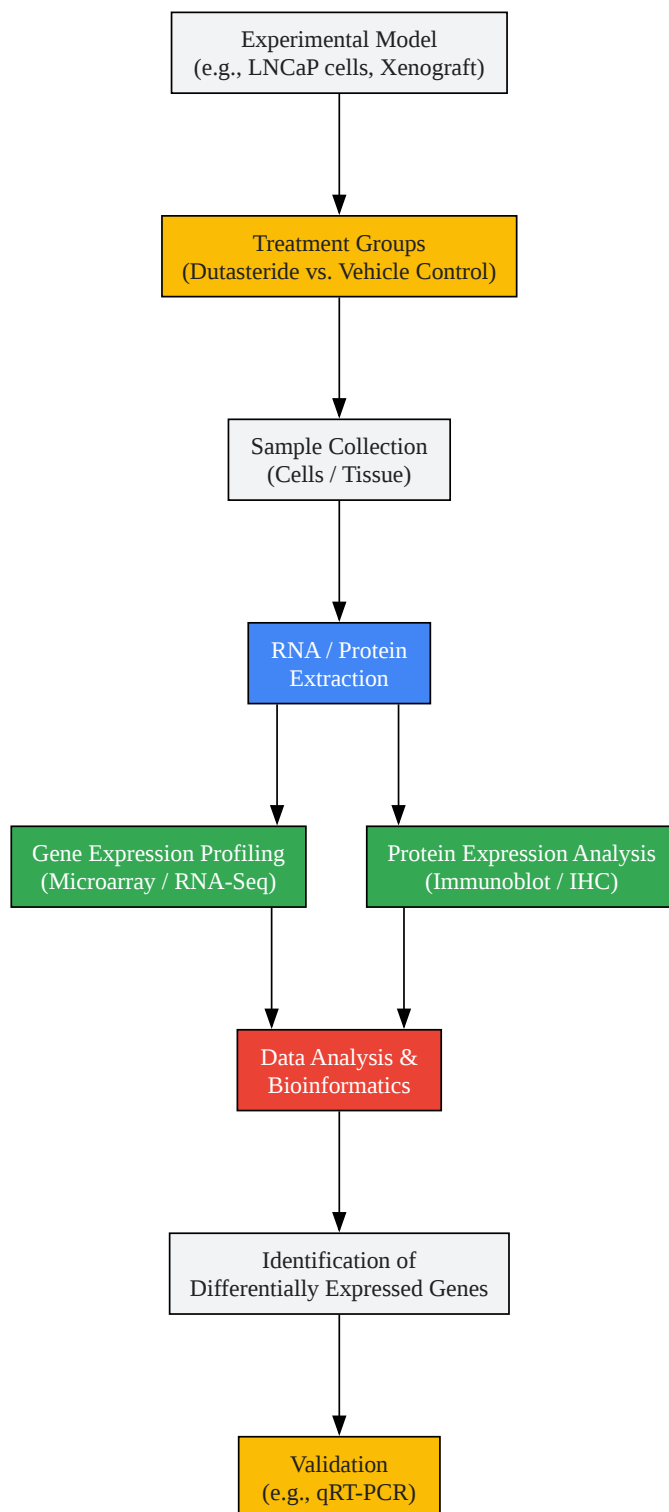 Experimental Model
(e.g., LNCaP cells, Xenograft)
Treatment Groups
(Dutasteride vs. Vehicle Control)
Sample Collection
(Cells / Tissue)
RNA / Protein
Extraction
Gene Expression Profiling
(Microarray / RNA-Seq)
Protein Expression Analysis
(Immunoblot / IHC)
Data Analysis &
Bioinformatics
Identification of
Differentially Expressed Genes
Validation
(e.g., qRT-PCR)